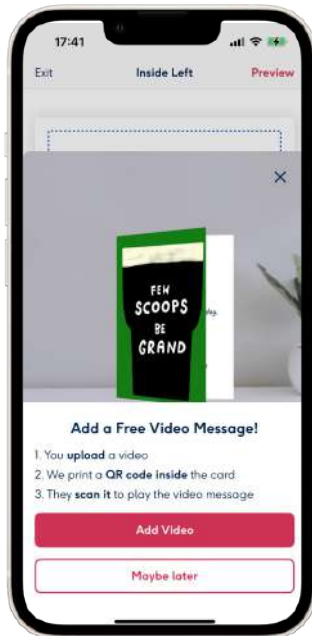 17:41
Exit Inside Left Preview
FEW
SCOOPS
BE
GRAND
day,
Add a Free Video Message!
1. You upload a video
2. We print a QR code inside the card
3. They scan it to play the video message
Add Video
Maybe later